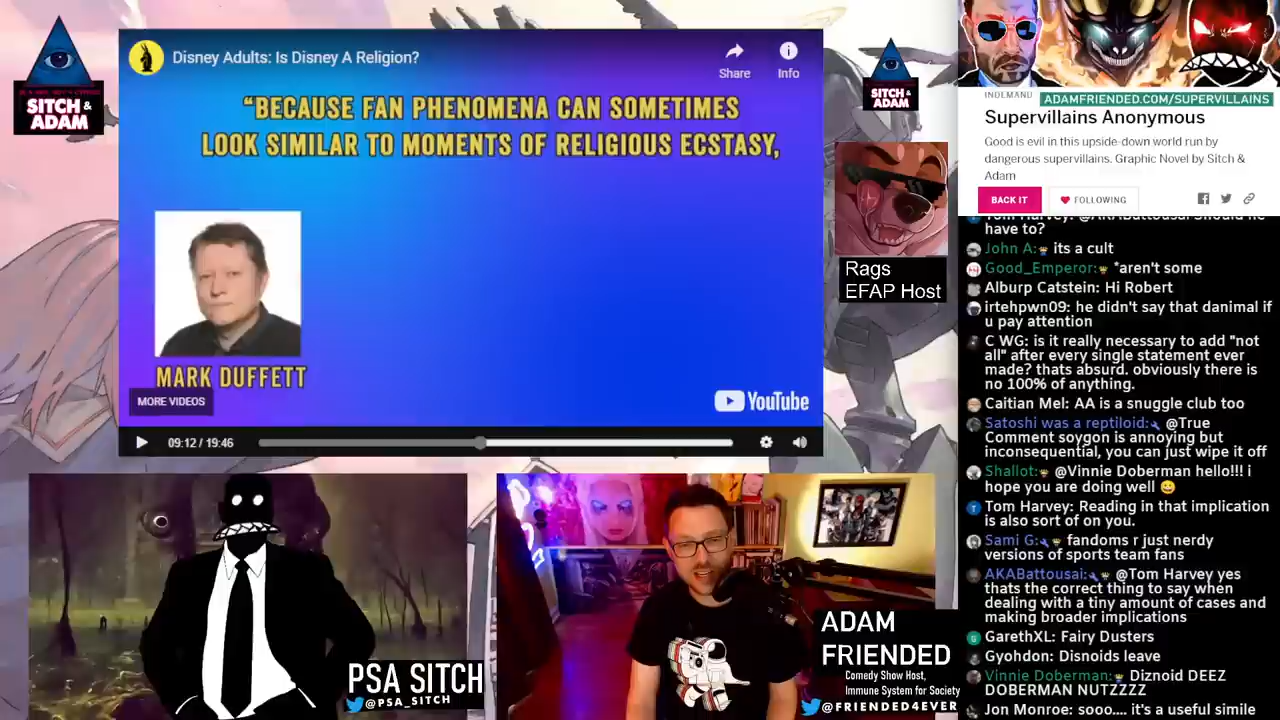 SITCH &
ADAM
Disney Adults: Is Disney A Religion?
Share
Info
“BECAUSE FAN PHENOMENA CAN SOMETIMES
LOOK SIMILAR TO MOMENTS OF RELIGIOUS ECSTASY,
MARK DUFFETT
MORE VIDEOS
YouTube
09:12 / 19:46
SITCH &
ADAM
Rags
EFAP Host
PSA SITCH
@PSA_SITCH
ADAM
FRIENDED
Comedy Show Host,
Immune System for Society
@FRIENDED4EVER
INDEMAND
ADAMFRIENDED.COM/SUPERVILLAINS
Supervillains Anonymous
Good is evil in this upside-down world run by
dangerous supervillains. Graphic Novel by Sitch &
Adam
BACK IT
FOLLOWING
Tom Harvey: @AKABattousai Should he
have to?
John A: its a cult
Good_Emperor: *aren't some
Alburp Catstein: Hi Robert
irtehpwn09: he didn't say that danimal if
u pay attention
C WG: is it really necessary to add "not
all" after every single statement ever
made? thats absurd. obviously there is
no 100% of anything.
Caitian Mel: AA is a snuggle club too
Satoshi was a reptiloid: @True
Comment soygon is annoying but
inconsequential, you can just wipe it off
Shallot: @Vinnie Doberman hello!!! i
hope you are doing well 😀
Tom Harvey: Reading in that implication
is also sort of on you.
Sami G: fandoms r just nerdy
versions of sports team fans
AKABattousai: @Tom Harvey yes
thats the correct thing to say when
dealing with a tiny amount of cases and
making broader implications
GarethXL: Fairy Dusters
Gyohdon: Disnoids leave
Vinnie Doberman: Diznoid DEEZ
DOBERMAN NUTZZZZ
Jon Monroe: sooo.... it's a useful simile